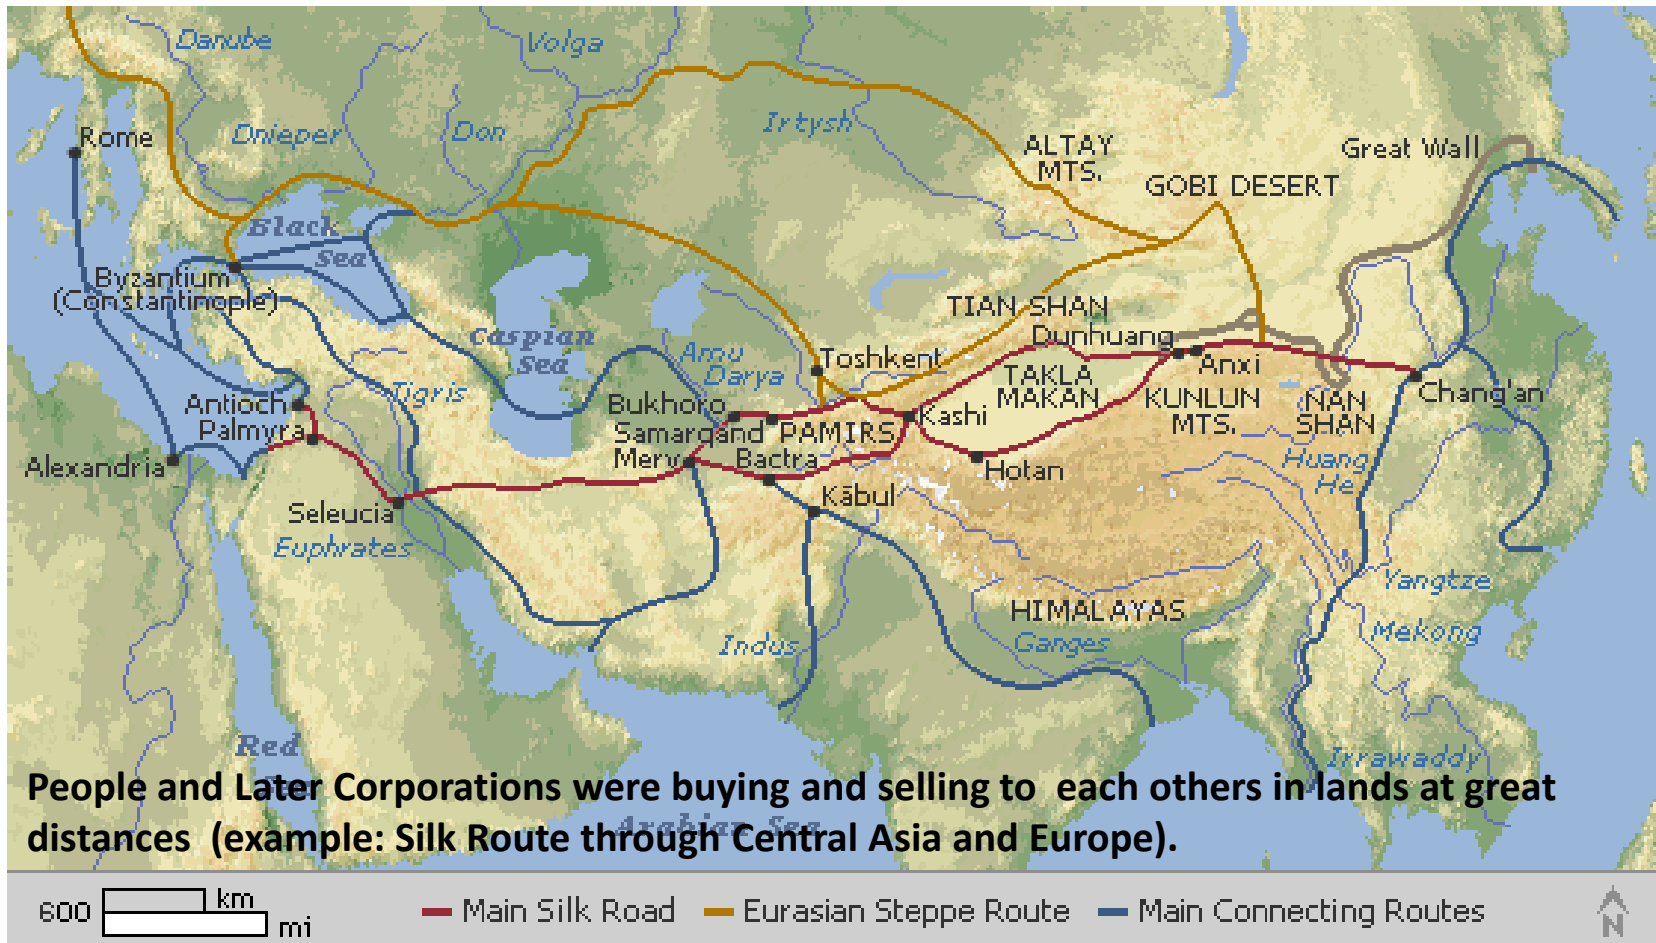 Danube
Volga
Rome
Dnieper
Don
Irtysh
ALTAY
MTS.
Great Wall
GOBI DESERT
Black
Sea
Byzantium
(Constantinople)
TIAN SHAN
Caspian
Sea
Dunhuang
Amu
Darya
Toshkent
Anxi
Tigris
TAKLA
MAKAN
Antioch
Bukhoro
Kashi
KUNLUN
MTS.
NAN
SHAN
Chang'an
Palmyra
Samarqand
PAMIRS
Alexandria
Merv
Bactra
Hotan
Huang
He
Seleucia
Kābul
Euphrates
Yangtze
HIMALAYAS
Indus
Ganges
Mekong
Red
Sea
Irrawaddy
People and Later Corporations were buying and selling to  each others in lands at great
distances  (example: Silk Route through Central Asia and Europe).
Arabian Sea
600 km
mi
Main Silk Road
Eurasian Steppe Route
Main Connecting Routes
N